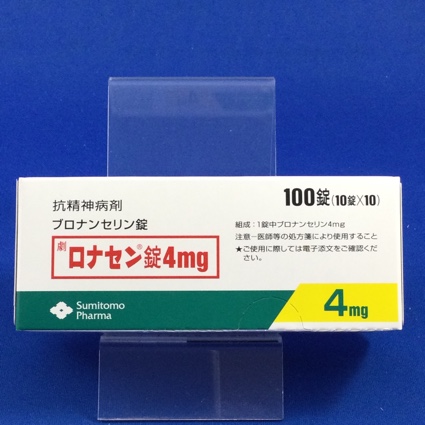 100錠(10錠×10)
抗精神病剤
ブロナンセリン錠
劇 ロナセン®錠4mg
組成:1錠中ブロナンセリン4mg
注意-医師等の処方箋により使用すること
★ご使用に際しては電子添文をご確認くだ
さい。
Sumitomo
Pharma
4mg